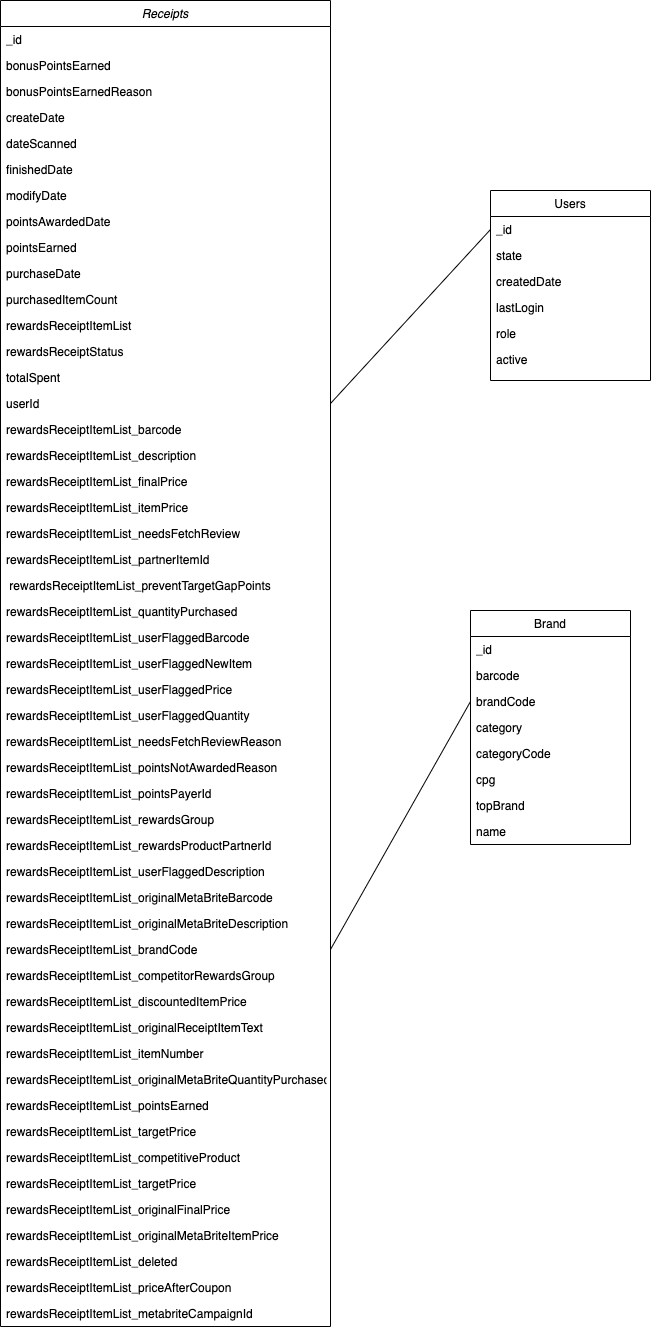 Receipts
_id
bonusPointsEarned
bonusPointsEarnedReason
createDate
dateScanned
finishedDate
modifyDate
pointsAwardedDate
pointsEarned
purchaseDate
purchasedItemCount
rewardsReceiptItemList
rewardsReceiptStatus
totalSpent
userId
rewardsReceiptItemList_barcode
rewardsReceiptItemList_description
rewardsReceiptItemList_finalPrice
rewardsReceiptItemList_itemPrice
rewardsReceiptItemList_needsFetchReview
rewardsReceiptItemList_partnerItemId
rewardsReceiptItemList_preventTargetGapPoints
rewardsReceiptItemList_quantityPurchased
rewardsReceiptItemList_userFlaggedBarcode
rewardsReceiptItemList_userFlaggedNewItem
rewardsReceiptItemList_userFlaggedPrice
rewardsReceiptItemList_userFlaggedQuantity
rewardsReceiptItemList_needsFetchReviewReason
rewardsReceiptItemList_pointsNotAwardedReason
rewardsReceiptItemList_pointsPayerId
rewardsReceiptItemList_rewardsGroup
rewardsReceiptItemList_rewardsProductPartnerId
rewardsReceiptItemList_userFlaggedDescription
rewardsReceiptItemList_originalMetaBriteBarcode
rewardsReceiptItemList_originalMetaBriteDescription
rewardsReceiptItemList_brandCode
rewardsReceiptItemList_competitorRewardsGroup
rewardsReceiptItemList_discountedItemPrice
rewardsReceiptItemList_originalReceiptItemText
rewardsReceiptItemList_itemNumber
rewardsReceiptItemList_originalMetaBriteQuantityPurchased
rewardsReceiptItemList_pointsEarned
rewardsReceiptItemList_targetPrice
rewardsReceiptItemList_competitiveProduct
rewardsReceiptItemList_targetPrice
rewardsReceiptItemList_originalFinalPrice
rewardsReceiptItemList_originalMetaBriteItemPrice
rewardsReceiptItemList_deleted
rewardsReceiptItemList_priceAfterCoupon
rewardsReceiptItemList_metabriteCampaignId
Users
_id
state
createdDate
lastLogin
role
active
Brand
_id
barcode
brandCode
category
categoryCode
cpg
topBrand
name